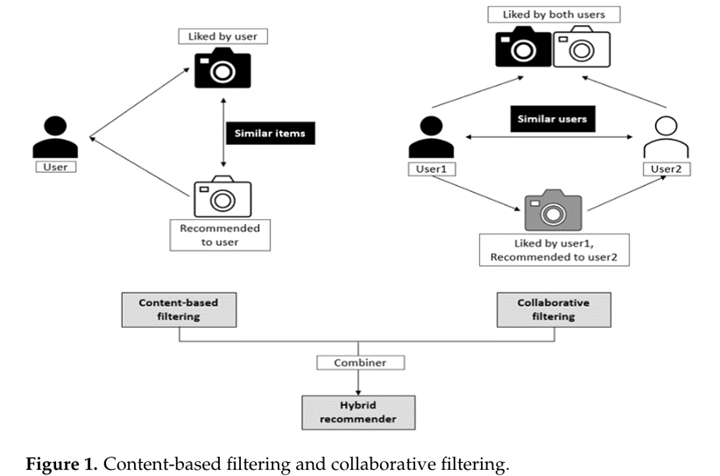 Liked by user
Similar items
User
Recommended
to user
Liked by both users
Similar users
User1
User2
Liked by user1,
Recommended to user2
Content-based
filtering
Collaborative
filtering
Combiner
Hybrid
recommender
Figure 1. Content-based filtering and collaborative filtering.